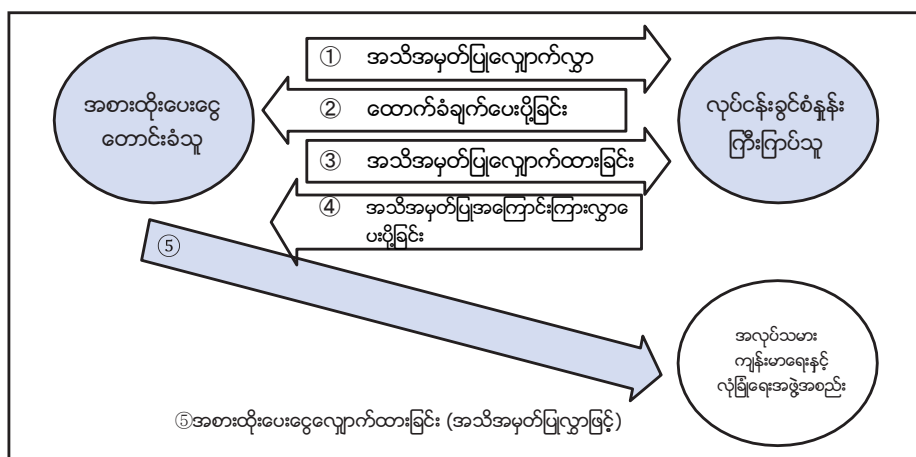 ① အသိအမှတ်ပြုလျှောက်လွှာ
အစားထိုးပေးငွေ
တောင်းခံသူ
② ထောက်ခံချက်ပေးပို့ခြင်း
လုပ်ငန်းခွင်စံနှုန်း
ကြီးကြပ်သူ
③ အသိအမှတ်ပြုလျှောက်ထားခြင်း
④ အသိအမှတ်ပြုအကြောင်းကြားလွှာပေ
းပို့ခြင်း
⑤
အလုပ်သမား
ကျန်းမာရေးနှင့်
လုံခြုံရေးအဖွဲ့အစည်း
⑤အစားထိုးပေးငွေလျှောက်ထားခြင်း (အသိအမှတ်ပြုလွှာဖြင့်)